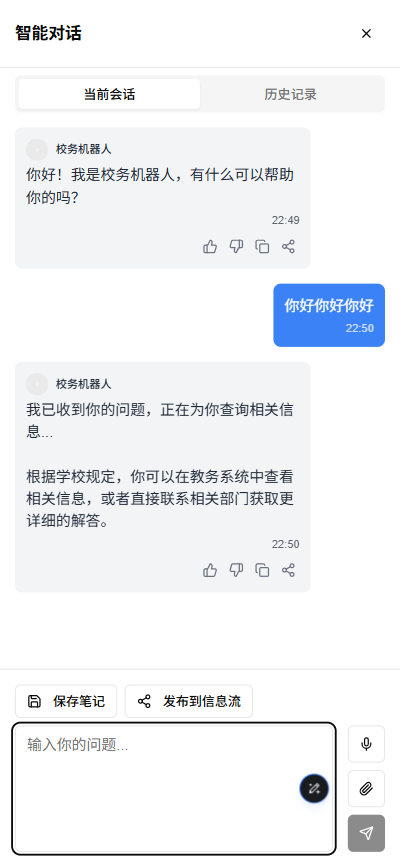 智能对话
当前会话
历史记录
校务机器人
你好！我是校务机器人，有什么可以帮助
你的吗？
22:49
你好你好你好
22:50
校务机器人
我已收到你的问题，正在为你查询相关信
息...
根据学校规定，你可以在教务系统中查看
相关信息，或者直接联系相关部门获取更
详细的解答。
22:50
保存笔记
发布到信息流
输入你的问题...